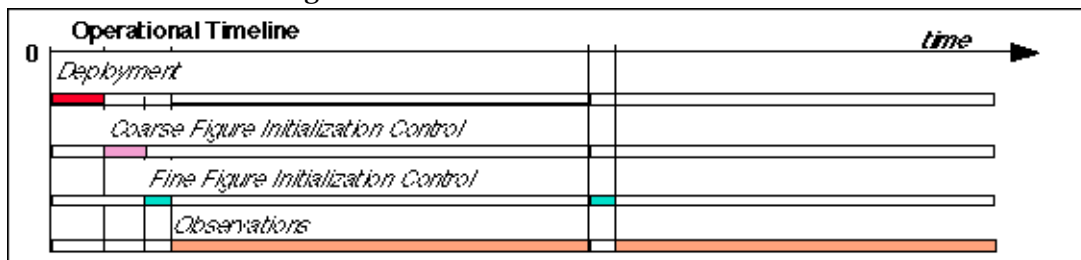 Operational Timeline
time
0
Deployment
Coarse Figure Initialization Control
Fine Figure Initialization Control
Observations